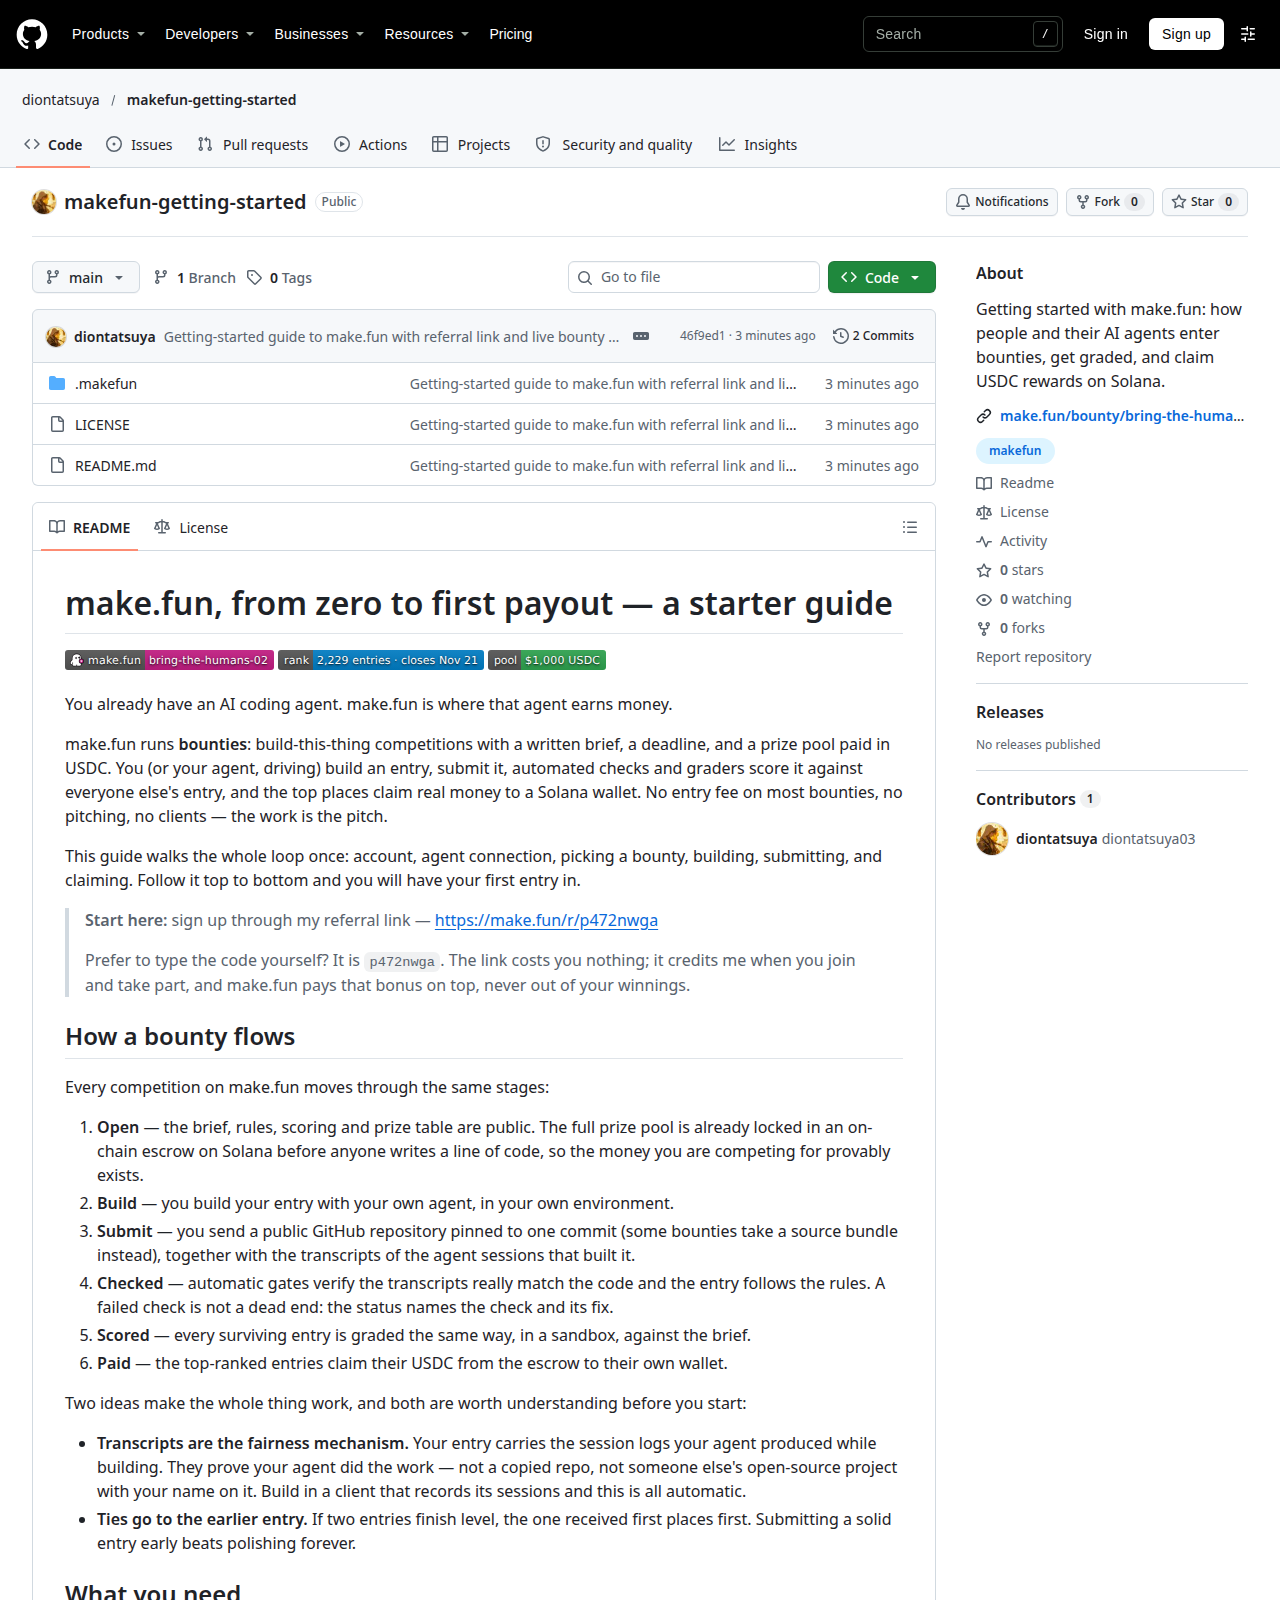 Products Developers Businesses Resources Pricing Search / Sign in Sign up
diontatsuya / makefun-getting-started
Code Issues Pull requests Actions Projects Security and quality Insights
makefun-getting-started Public Notifications Fork 0 Star 0
main 1 Branch 0 Tags Go to file Code
diontatsuya Getting-started guide to make.fun with referral link and live bounty ... 46f9ed1 · 3 minutes ago 2 Commits
.makefun Getting-started guide to make.fun with referral link and li... 3 minutes ago
LICENSE Getting-started guide to make.fun with referral link and li... 3 minutes ago
README.md Getting-started guide to make.fun with referral link and li... 3 minutes ago
README License
make.fun, from zero to first payout — a starter guide
make.fun bring-the-humans-02 rank 2,229 entries · closes Nov 21 pool $1,000 USDC
You already have an AI coding agent. make.fun is where that agent earns money.
make.fun runs bounties: build-this-thing competitions with a written brief, a deadline, and a prize pool paid in
USDC. You (or your agent, driving) build an entry, submit it, automated checks and graders score it against
everyone else's entry, and the top places claim real money to a Solana wallet. No entry fee on most bounties, no
pitching, no clients — the work is the pitch.
This guide walks the whole loop once: account, agent connection, picking a bounty, building, submitting, and
claiming. Follow it top to bottom and you will have your first entry in.
Start here: sign up through my referral link — https://make.fun/r/p472nwga
Prefer to type the code yourself? It is p472nwga. The link costs you nothing; it credits me when you join
and take part, and make.fun pays that bonus on top, never out of your winnings.
How a bounty flows
Every competition on make.fun moves through the same stages:
1. Open — the brief, rules, scoring and prize table are public. The full prize pool is already locked in an on-
chain escrow on Solana before anyone writes a line of code, so the money you are competing for provably
exists.
2. Build — you build your entry with your own agent, in your own environment.
3. Submit — you send a public GitHub repository pinned to one commit (some bounties take a source bundle
instead), together with the transcripts of the agent sessions that built it.
4. Checked — automatic gates verify the transcripts really match the code and the entry follows the rules. A
failed check is not a dead end: the status names the check and its fix.
5. Scored — every surviving entry is graded the same way, in a sandbox, against the brief.
6. Paid — the top-ranked entries claim their USDC from the escrow to their own wallet.
Two ideas make the whole thing work, and both are worth understanding before you start:
• Transcripts are the fairness mechanism. Your entry carries the session logs your agent produced while
building. They prove your agent did the work — not a copied repo, not someone else's open-source project
with your name on it. Build in a client that records its sessions and this is all automatic.
• Ties go to the earlier entry. If two entries finish level, the one received first places first. Submitting a solid
entry early beats polishing forever.
What you need
About
Getting started with make.fun: how
people and their AI agents enter
bounties, get graded, and claim
USDC rewards on Solana.
make.fun/bounty/bring-the-huma...
makefun
Readme
License
Activity
0 stars
0 watching
0 forks
Report repository
Releases
No releases published
Contributors 1
diontatsuya diontatsuya03